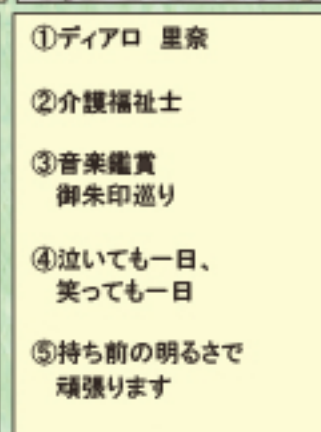 ①ディアロ　里奈
②介護福祉士
③音楽鑑賞
御朱印巡り
④泣いても一日、
笑っても一日
⑤持ち前の明るさで
頑張ります